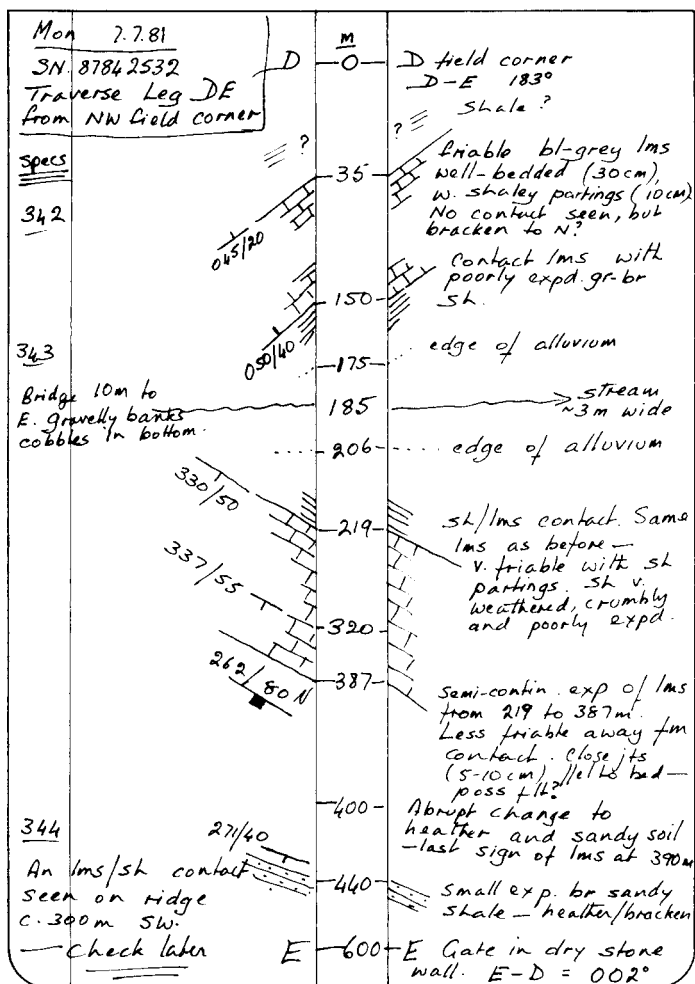 Mon 7.7.81
SN. 87842532
Traverse Leg DE
from NW field corner
specs
342
343
Bridge 10m to
E. gravelly banks
cobbles in bottom.
344
An lms/sh contact
seen on ridge
c. 300m SW.
— Check later
045/20
050/40
330/50
337/55
262/80 N
271/40
m
D — 0 — D field corner
D-E 183°
Shale ?
? ?
35
friable bl-grey lms
well-bedded (30cm),
w. shaley partings (10cm)
No contact seen, but
bracken to N?
contact lms with
poorly expd. gr-br
sh.
150
175 edge of alluvium
185 stream
~3m wide
206 edge of alluvium
219
sh/lms contact. Same
lms as before —
v. friable with sh
partings. sh v.
weathered, crumbly
and poorly expd.
320
387
Semi-contin. exp of lms
from 219 to 387m.
Less friable away fm
contact. Close jts
(5-10cm) //el to bed —
poss flt?
400
Abrupt change to
heather and sandy soil
— last sign of lms at 390m
440
small exp. br sandy
shale — heather/bracken
E — 600 — E Gate in dry stone
wall. E-D = 002°